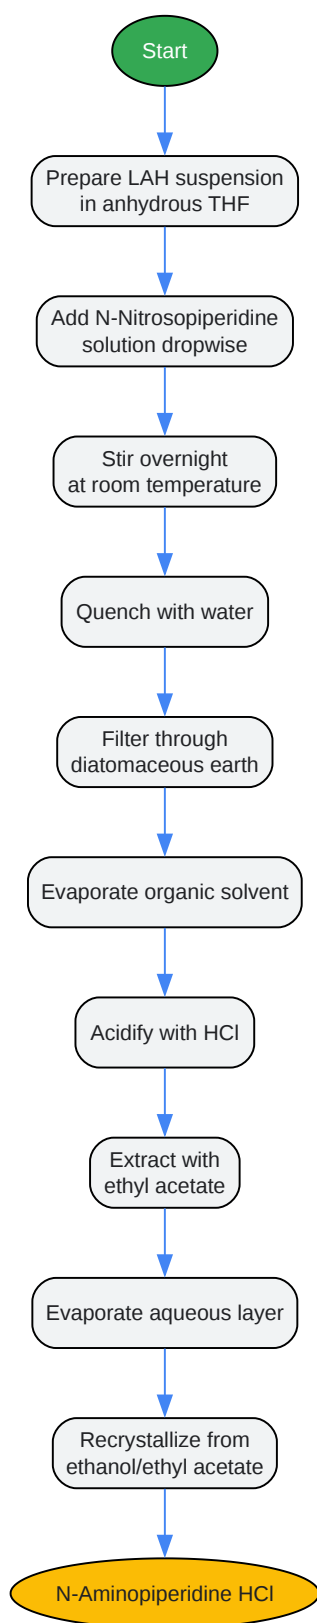 Start
Prepare LAH suspension
in anhydrous THF
Add N-Nitrosopiperidine
solution dropwise
Stir overnight
at room temperature
Quench with water
Filter through
diatomaceous earth
Evaporate organic solvent
Acidify with HCl
Extract with
ethyl acetate
Evaporate aqueous layer
Recrystallize from
ethanol/ethyl acetate
N-Aminopiperidine HCl